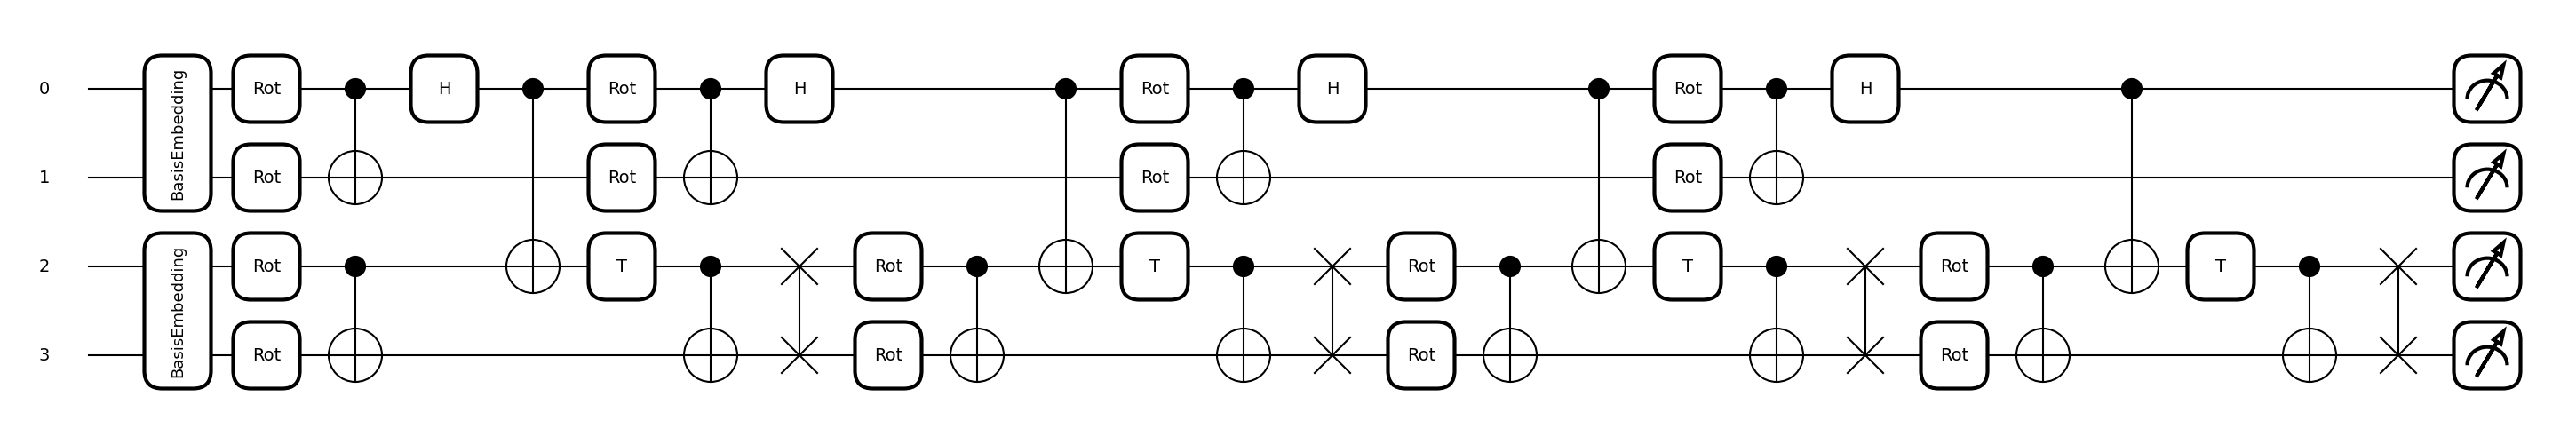 0 BasisEmbedding Rot H Rot H Rot H Rot H
1 Rot Rot Rot Rot
2 BasisEmbedding Rot T Rot T Rot T Rot T
3 Rot Rot Rot Rot